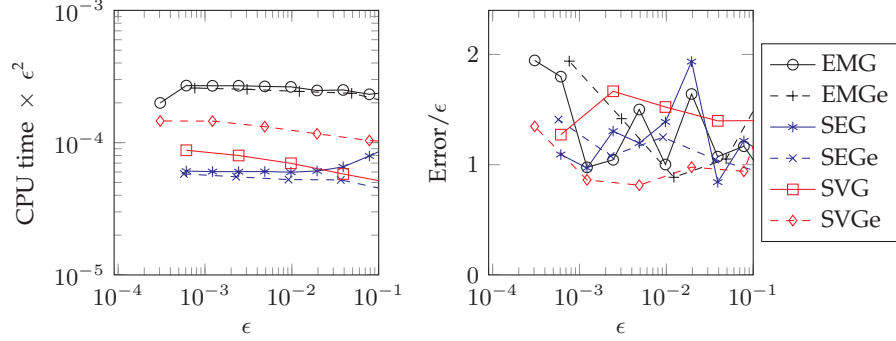 10⁻³
10⁻⁴
10⁻⁵
CPU time × ϵ²
10⁻⁴
10⁻³
10⁻²
10⁻¹
ϵ
2
1
0
Error/ϵ
10⁻⁴
10⁻³
10⁻²
10⁻¹
ϵ
EMG
EMGe
SEG
SEGe
SVG
SVGe